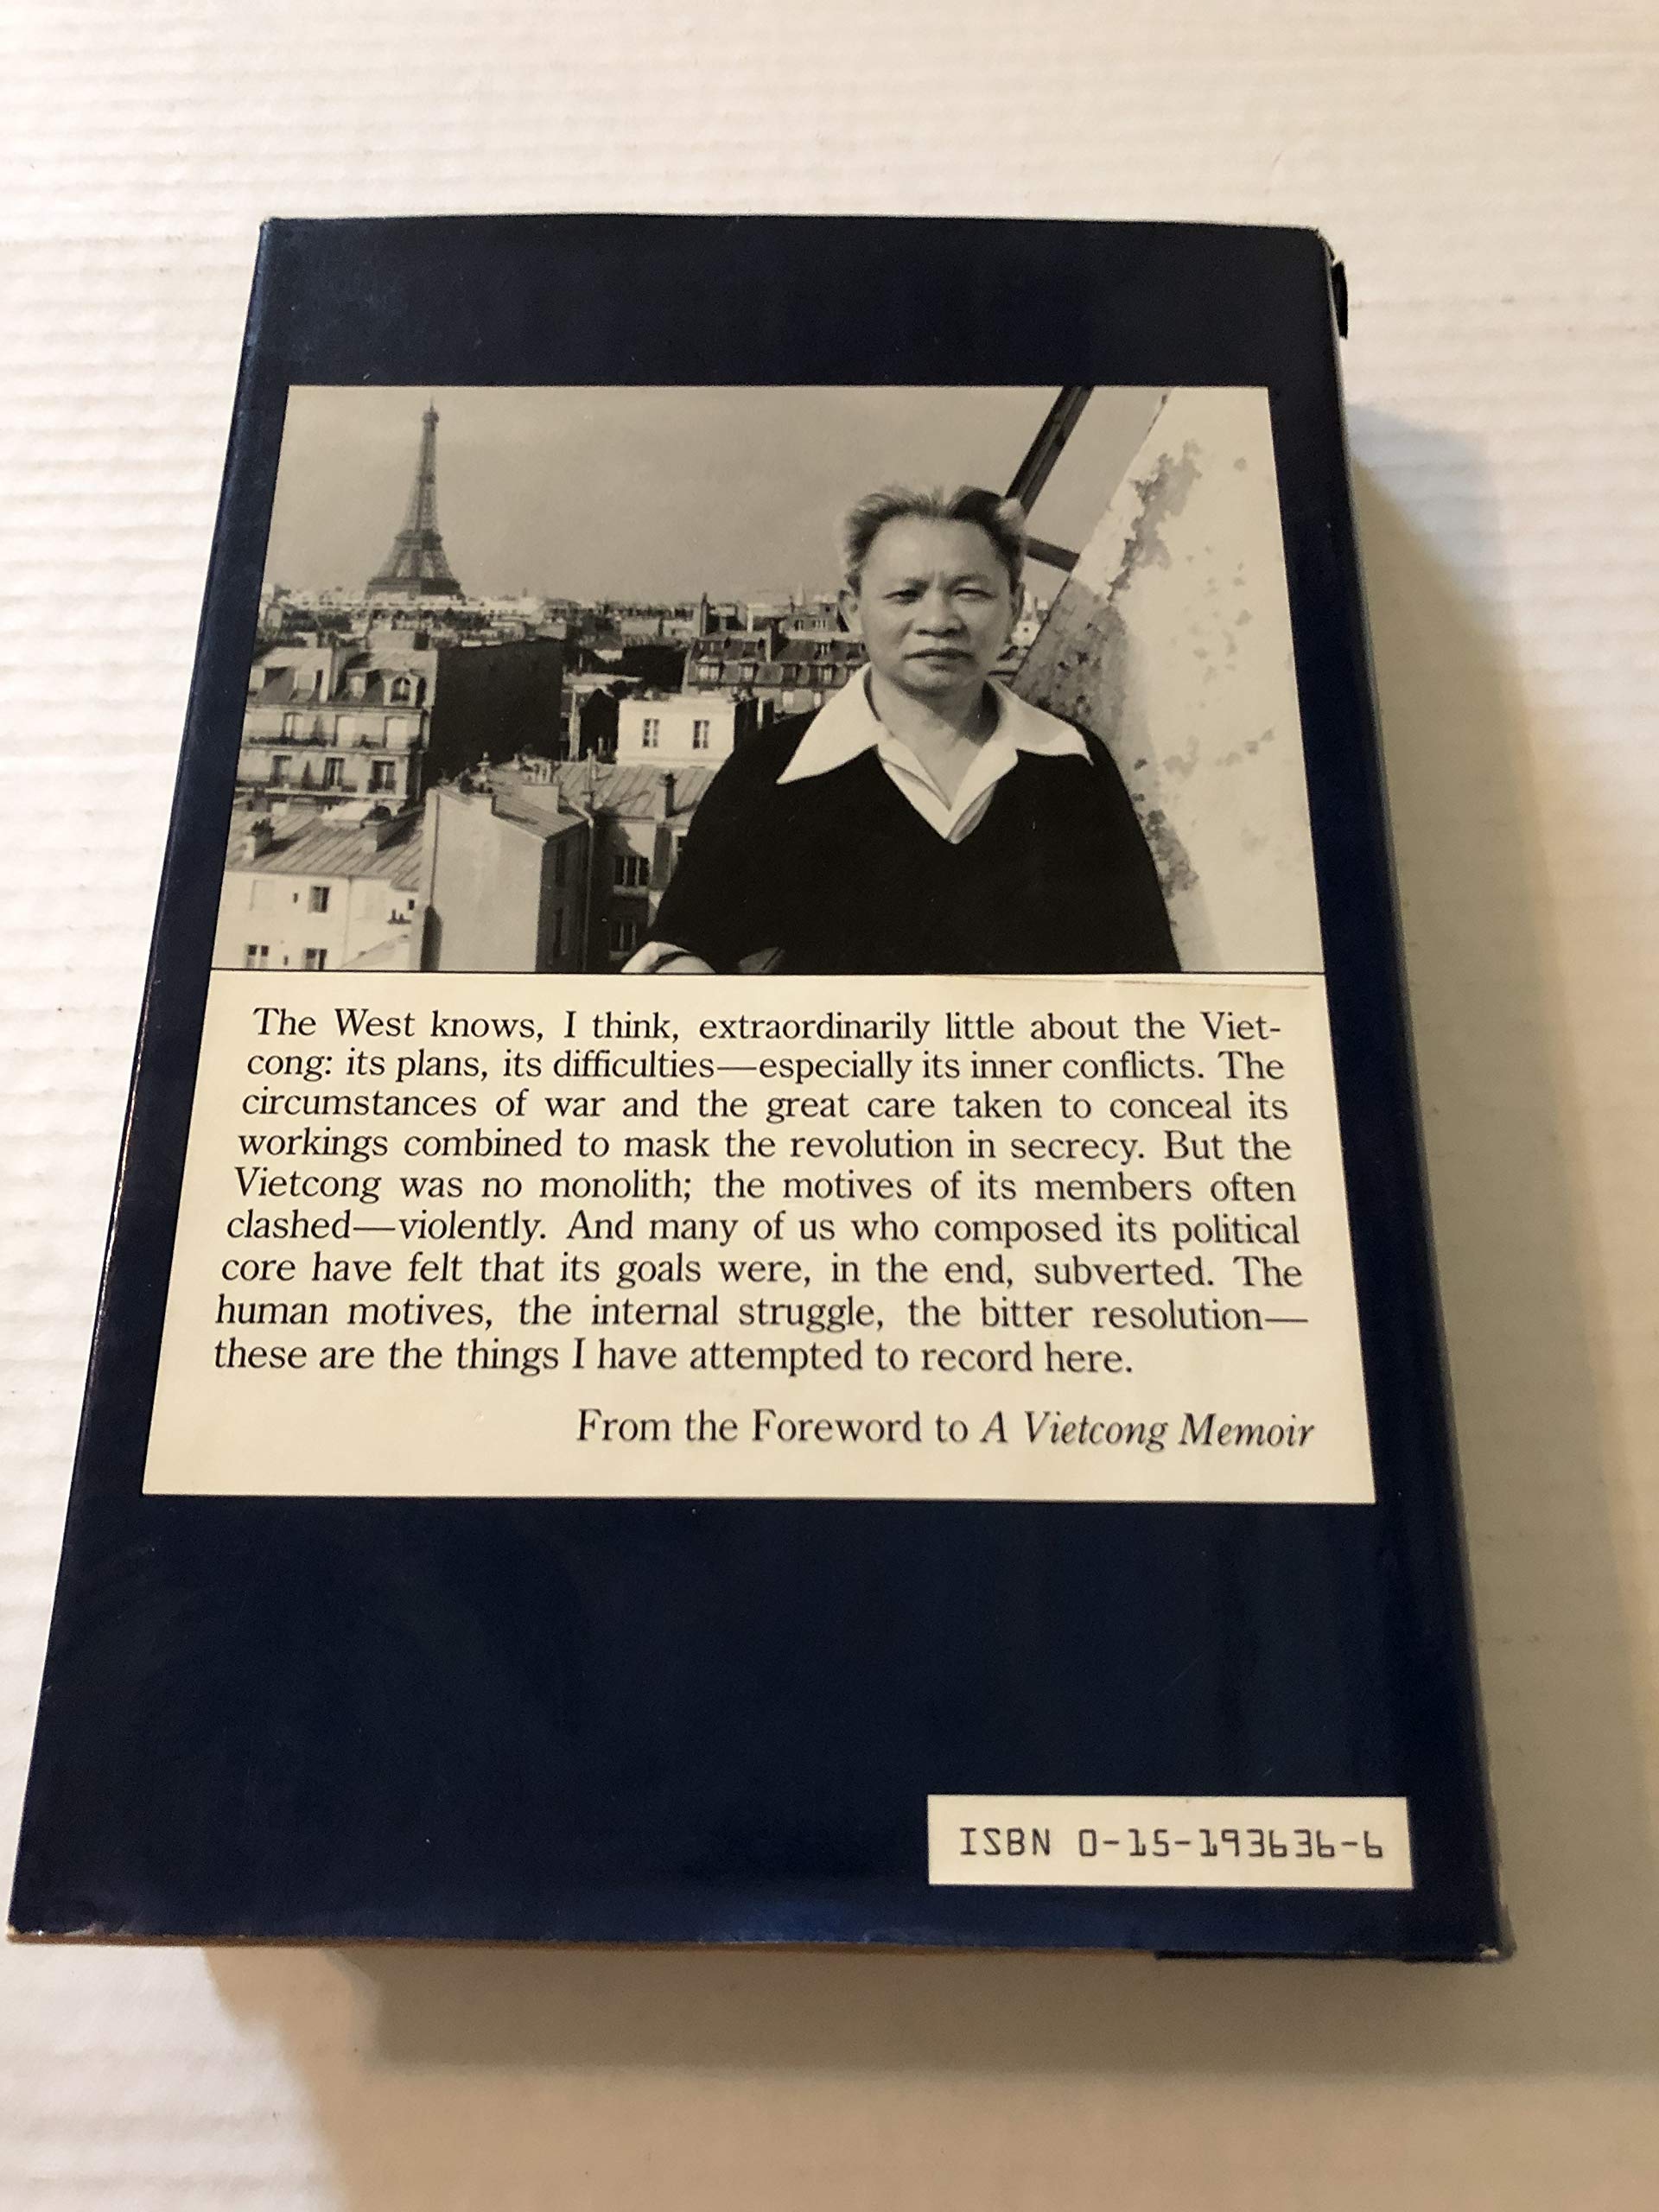 The West knows, I think, extraordinarily little about the Viet-
cong: its plans, its difficulties—especially its inner conflicts. The
circumstances of war and the great care taken to conceal its
workings combined to mask the revolution in secrecy. But the
Vietcong was no monolith; the motives of its members often
clashed—violently. And many of us who composed its political
core have felt that its goals were, in the end, subverted. The
human motives, the internal struggle, the bitter resolution—
these are the things I have attempted to record here.
From the Foreword to A Vietcong Memoir
ISBN 0-15-193636-6